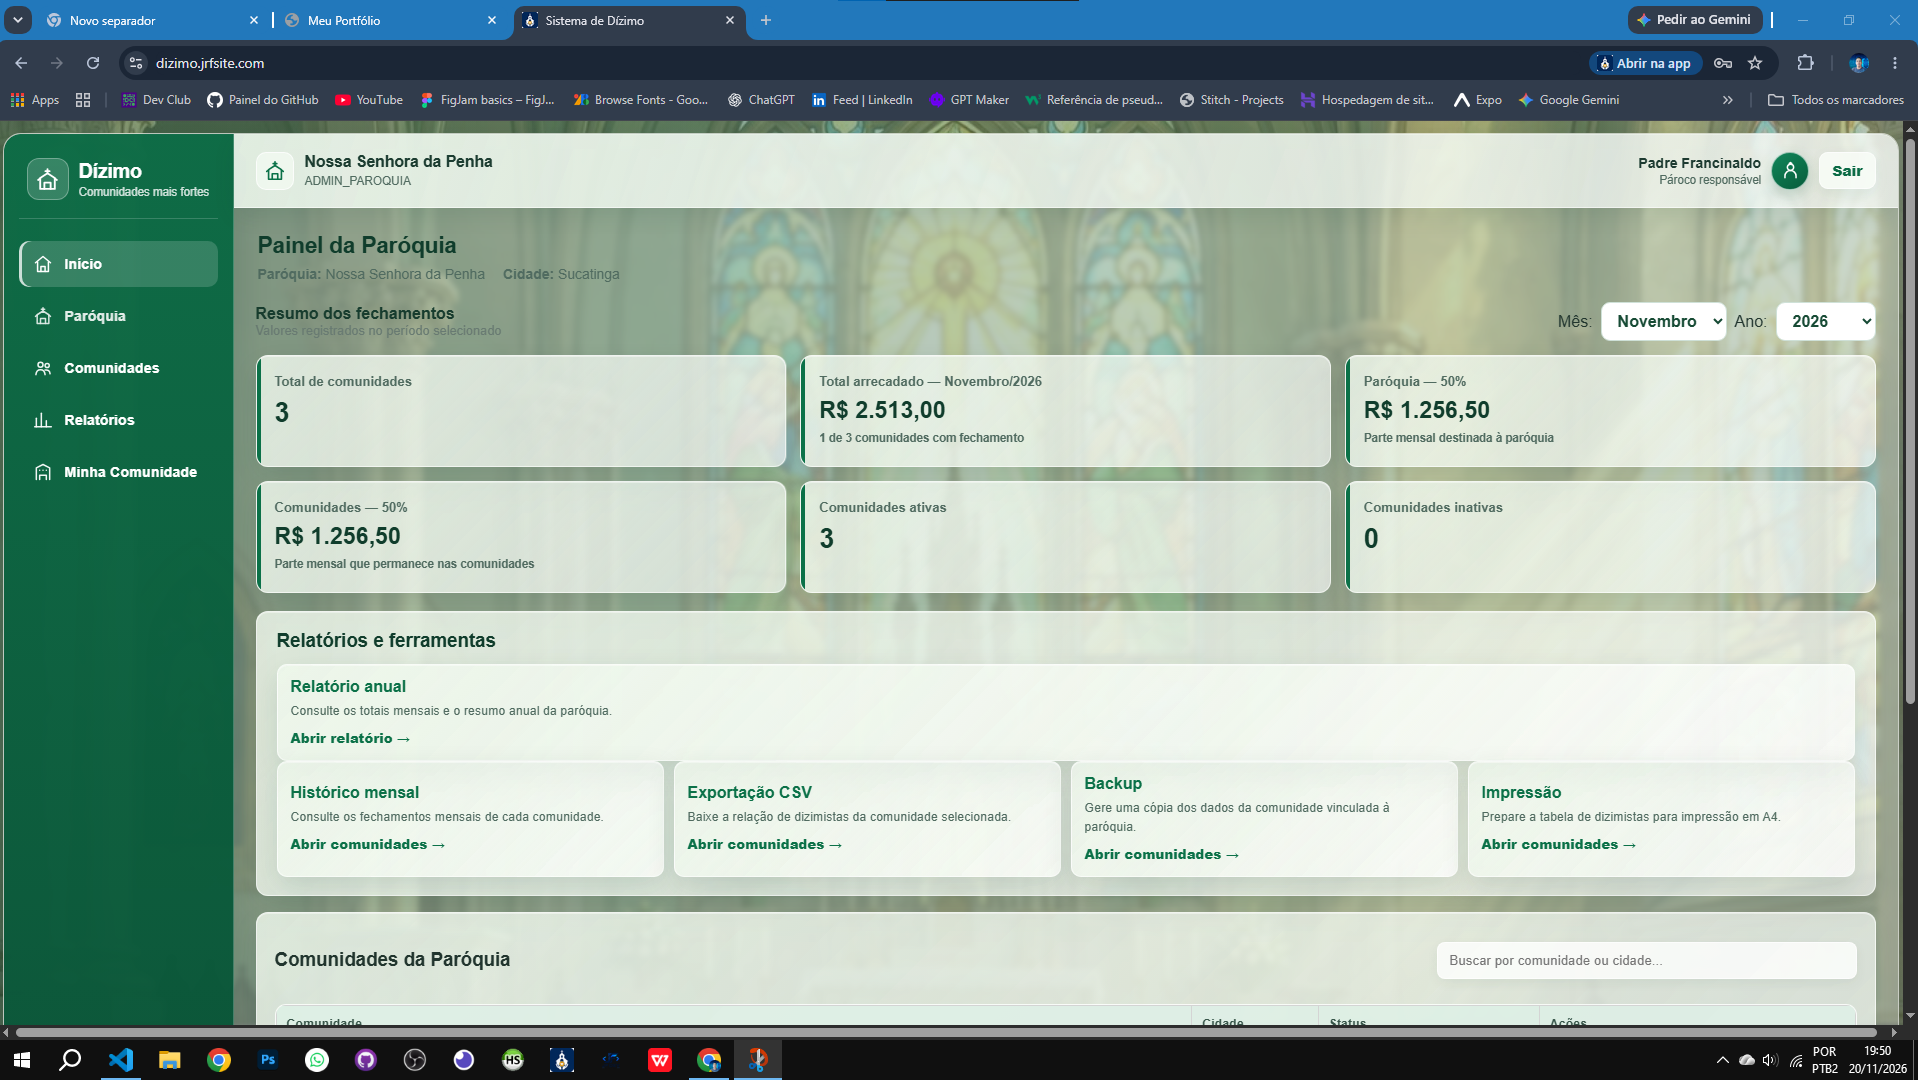 Novo separador
Meu Portfólio
Sistema de Dízimo
Pedir ao Gemini
dizimo.jrfsite.com
Abrir na app
Apps
Dev Club
Painel do GitHub
YouTube
FigJam basics – FigJ...
Browse Fonts - Goo...
ChatGPT
Feed | LinkedIn
GPT Maker
Referência de pseud...
Stitch - Projects
Hospedagem de sit...
Expo
Google Gemini
Todos os marcadores
Dízimo
Comunidades mais fortes
Início
Paróquia
Comunidades
Relatórios
Minha Comunidade
Nossa Senhora da Penha
ADMIN_PAROQUIA
Padre Francinaldo
Pároco responsável
Sair
Painel da Paróquia
Paróquia: Nossa Senhora da Penha Cidade: Sucatinga
Resumo dos fechamentos
Valores registrados no período selecionado
Mês: Novembro Ano: 2026
Total de comunidades
3
Total arrecadado — Novembro/2026
R$ 2.513,00
1 de 3 comunidades com fechamento
Paróquia — 50%
R$ 1.256,50
Parte mensal destinada à paróquia
Comunidades — 50%
R$ 1.256,50
Parte mensal que permanece nas comunidades
Comunidades ativas
3
Comunidades inativas
0
Relatórios e ferramentas
Relatório anual
Consulte os totais mensais e o resumo anual da paróquia.
Abrir relatório →
Histórico mensal
Consulte os fechamentos mensais de cada comunidade.
Abrir comunidades →
Exportação CSV
Baixe a relação de dizimistas da comunidade selecionada.
Abrir comunidades →
Backup
Gere uma cópia dos dados da comunidade vinculada à
paróquia.
Abrir comunidades →
Impressão
Prepare a tabela de dizimistas para impressão em A4.
Abrir comunidades →
Comunidades da Paróquia
Buscar por comunidade ou cidade...
Comunidade
Cidade
Status
Ações
Ps
HS
W
POR
PTB2
19:50
20/11/2026